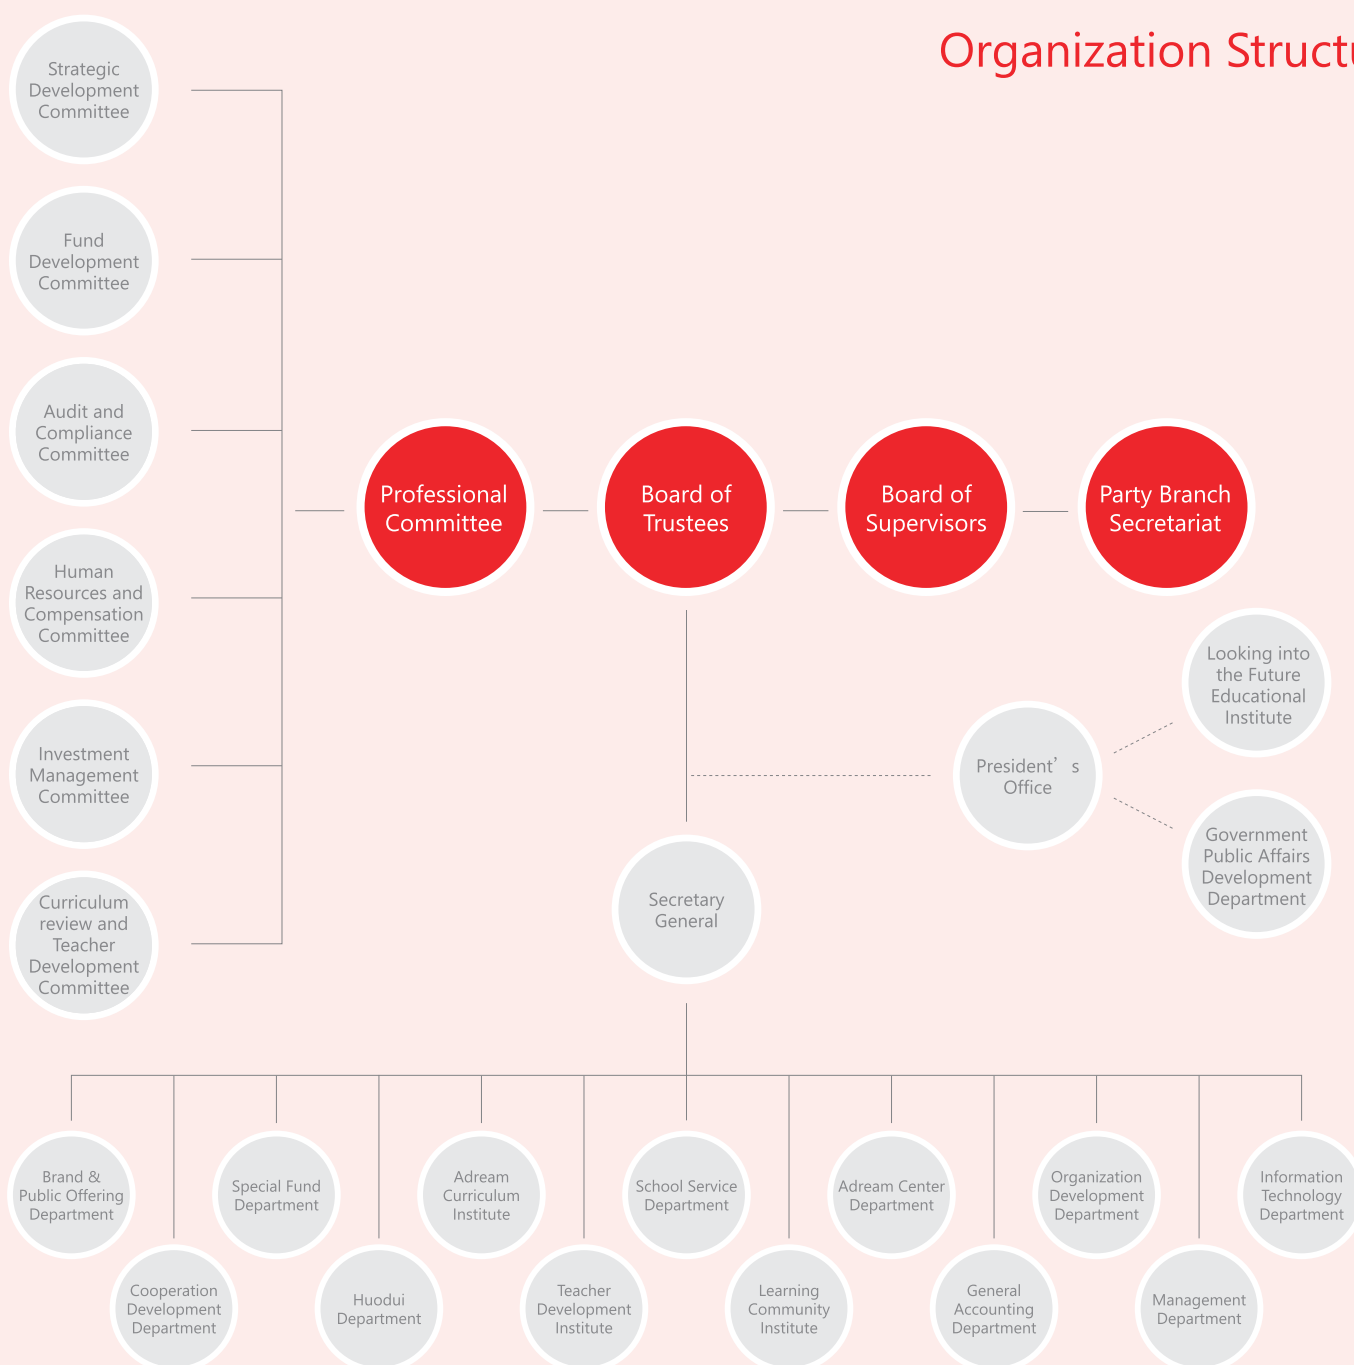 Organization Structu
Strategic
Development
Committee
Fund
Development
Committee
Audit and
Compliance
Committee
Human
Resources and
Compensation
Committee
Investment
Management
Committee
Curriculum
review and
Teacher
Development
Committee
Professional
Committee
Board of
Trustees
Board of
Supervisors
Party Branch
Secretariat
Looking into
the Future
Educational
Institute
President’s
Office
Government
Public Affairs
Development
Department
Secretary
General
Brand &
Public Offering
Department
Cooperation
Development
Department
Special Fund
Department
Huodui
Department
Adream
Curriculum
Institute
Teacher
Development
Institute
School Service
Department
Learning
Community
Institute
Adream Center
Department
General
Accounting
Department
Organization
Development
Department
Management
Department
Information
Technology
Department